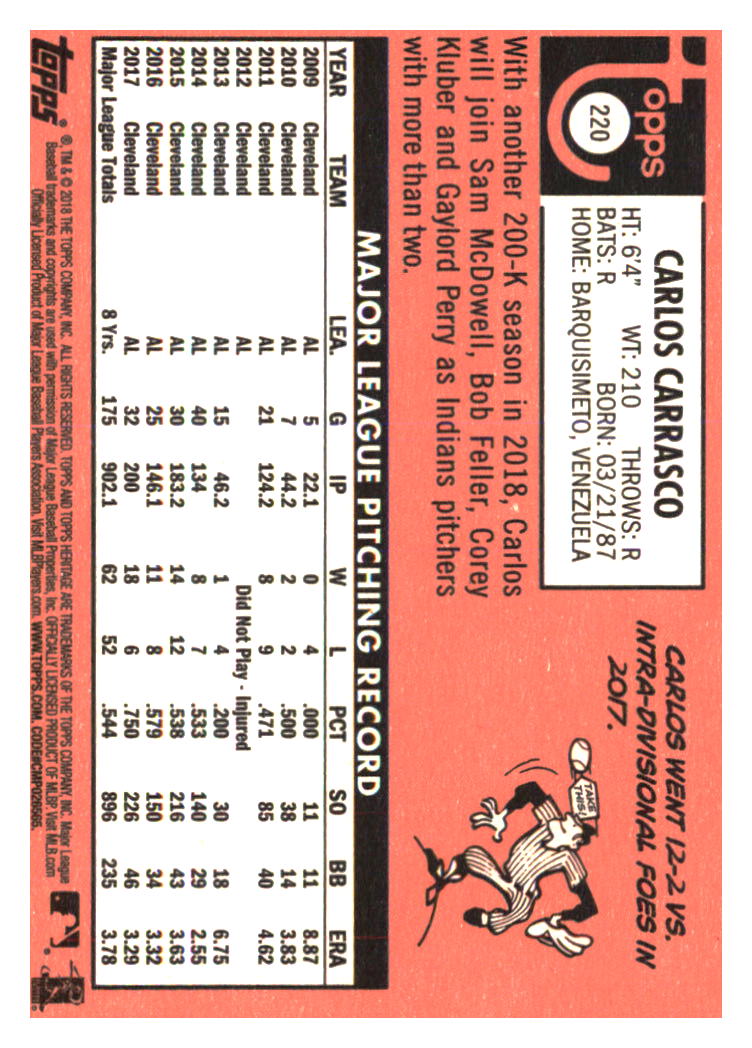 topps
220
CARLOS CARRASCO
HT: 6'4" WT: 210 THROWS: R
BATS: R BORN: 03/21/87
HOME: BARQUISIMETO, VENEZUELA
With another 200-K season in 2018, Carlos
will join Sam McDowell, Bob Feller, Corey
Kluber and Gaylord Perry as Indians pitchers
with more than two.
CARLOS WENT 12-2 VS.
INTRA-DIVISIONAL FOES IN
2017.
TAKE
THIS!
MAJOR LEAGUE PITCHING RECORD
YEAR TEAM LEA. G IP W L PCT SO BB ERA
2009 Cleveland AL 5 22.1 0 4 .000 11 11 8.87
2010 Cleveland AL 7 44.2 2 2 .500 38 14 3.83
2011 Cleveland AL 21 124.2 8 9 .471 85 40 4.62
2012 Cleveland AL Did Not Play - Injured
2013 Cleveland AL 15 46.2 1 4 .200 30 18 6.75
2014 Cleveland AL 40 134 8 7 .533 140 29 2.55
2015 Cleveland AL 30 183.2 14 12 .538 216 43 3.63
2016 Cleveland AL 25 146.1 11 8 .579 150 34 3.32
2017 Cleveland AL 32 200 18 6 .750 226 46 3.29
Major League Totals 8 Yrs. 175 902.1 62 52 .544 896 235 3.78
topps®
® TM & © 2018 THE TOPPS COMPANY, INC. ALL RIGHTS RESERVED. TOPPS AND TOPPS HERITAGE ARE TRADEMARKS OF THE TOPPS COMPANY, INC. Major League
Baseball trademarks and copyrights are used with permission of Major League Baseball Properties, Inc. OFFICIALLY LICENSED PRODUCT OF MLBP. Visit MLB.com
Officially Licensed Product of Major League Baseball Players Association. Visit MLBPlayers.com. WWW.TOPPS.COM. CODE#CMP026565.